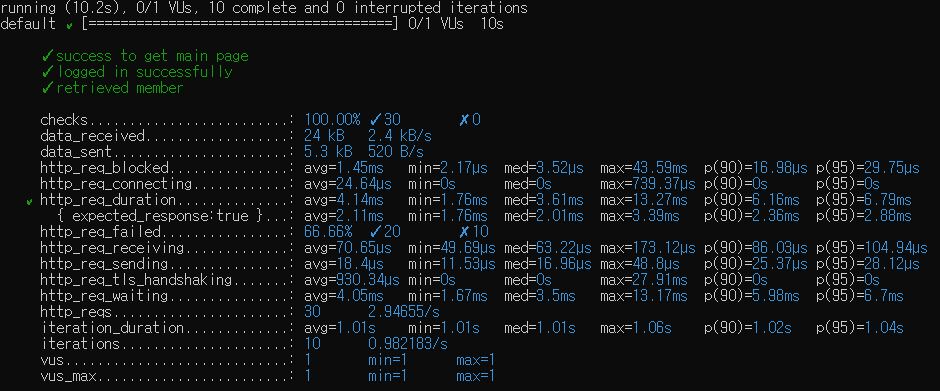 running (10.2s), 0/1 VUs, 10 complete and 0 interrupted iterations
default ✓ [======================================] 0/1 VUs  10s
✓ success to get main page
✓ logged in successfully
✓ retrieved member
checks.........................: 100.00% ✓ 30 ✗ 0
data_received..................: 24 kB 2.4 kB/s
data_sent......................: 5.3 kB 520 B/s
http_req_blocked...............: avg=1.45ms min=2.17µs med=3.52µs max=43.59ms p(90)=16.98µs p(95)=29.75µs
http_req_connecting............: avg=24.64µs min=0s med=0s max=739.37µs p(90)=0s p(95)=0s
✓ http_req_duration..............: avg=4.14ms min=1.76ms med=3.61ms max=13.27ms p(90)=6.16ms p(95)=6.79ms
{ expected_response:true }...: avg=2.11ms min=1.76ms med=2.01ms max=3.39ms p(90)=2.36ms p(95)=2.88ms
http_req_failed................: 66.66% ✓ 20 ✗ 10
http_req_receiving.............: avg=70.65µs min=49.69µs med=63.22µs max=173.12µs p(90)=86.03µs p(95)=104.94µs
http_req_sending...............: avg=18.4µs min=11.53µs med=16.96µs max=48.8µs p(90)=25.37µs p(95)=28.12µs
http_req_tls_handshaking.......: avg=930.34µs min=0s med=0s max=27.91ms p(90)=0s p(95)=0s
http_req_waiting...............: avg=4.05ms min=1.67ms med=3.5ms max=13.17ms p(90)=5.98ms p(95)=6.7ms
http_reqs......................: 30 2.94655/s
iteration_duration.............: avg=1.01s min=1.01s med=1.01s max=1.06s p(90)=1.02s p(95)=1.04s
iterations.....................: 10 0.982183/s
vus............................: 1 min=1 max=1
vus_max........................: 1 min=1 max=1